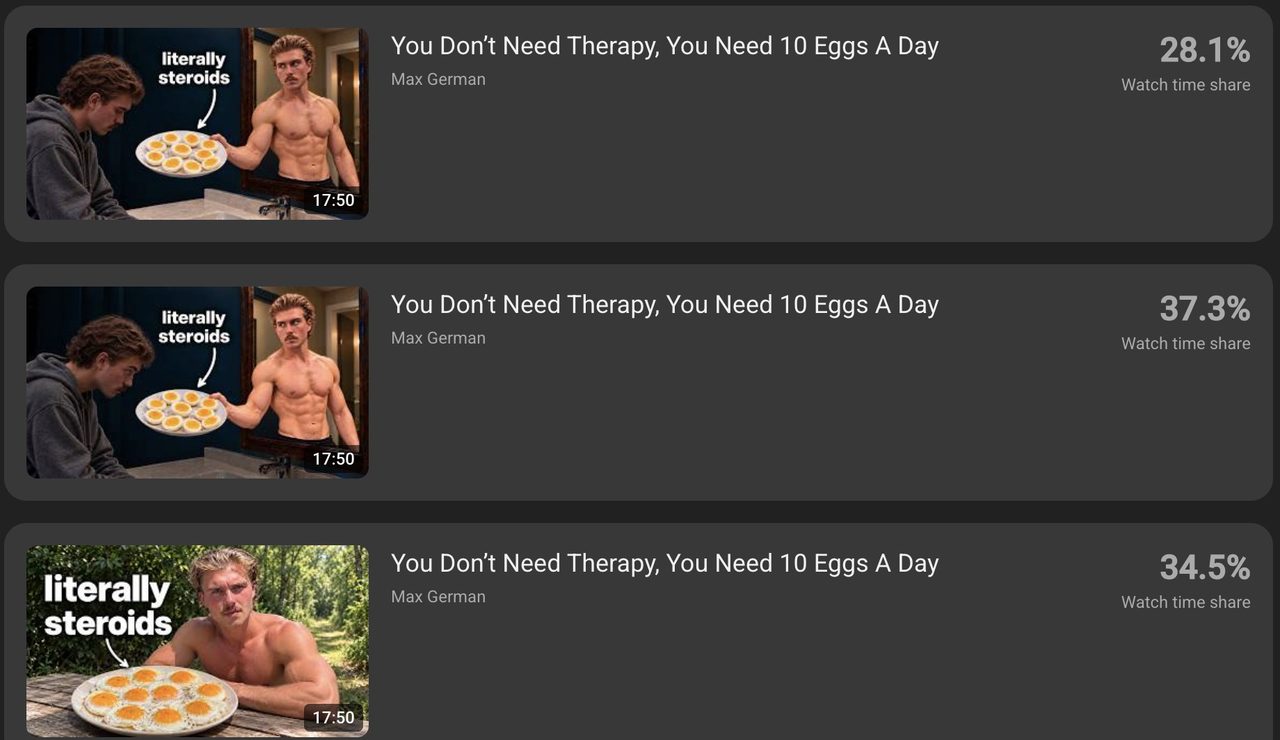 literally
steroids
17:50
You Don’t Need Therapy, You Need 10 Eggs A Day
Max German
28.1%
Watch time share
literally
steroids
17:50
You Don’t Need Therapy, You Need 10 Eggs A Day
Max German
37.3%
Watch time share
literally
steroids
17:50
You Don’t Need Therapy, You Need 10 Eggs A Day
Max German
34.5%
Watch time share